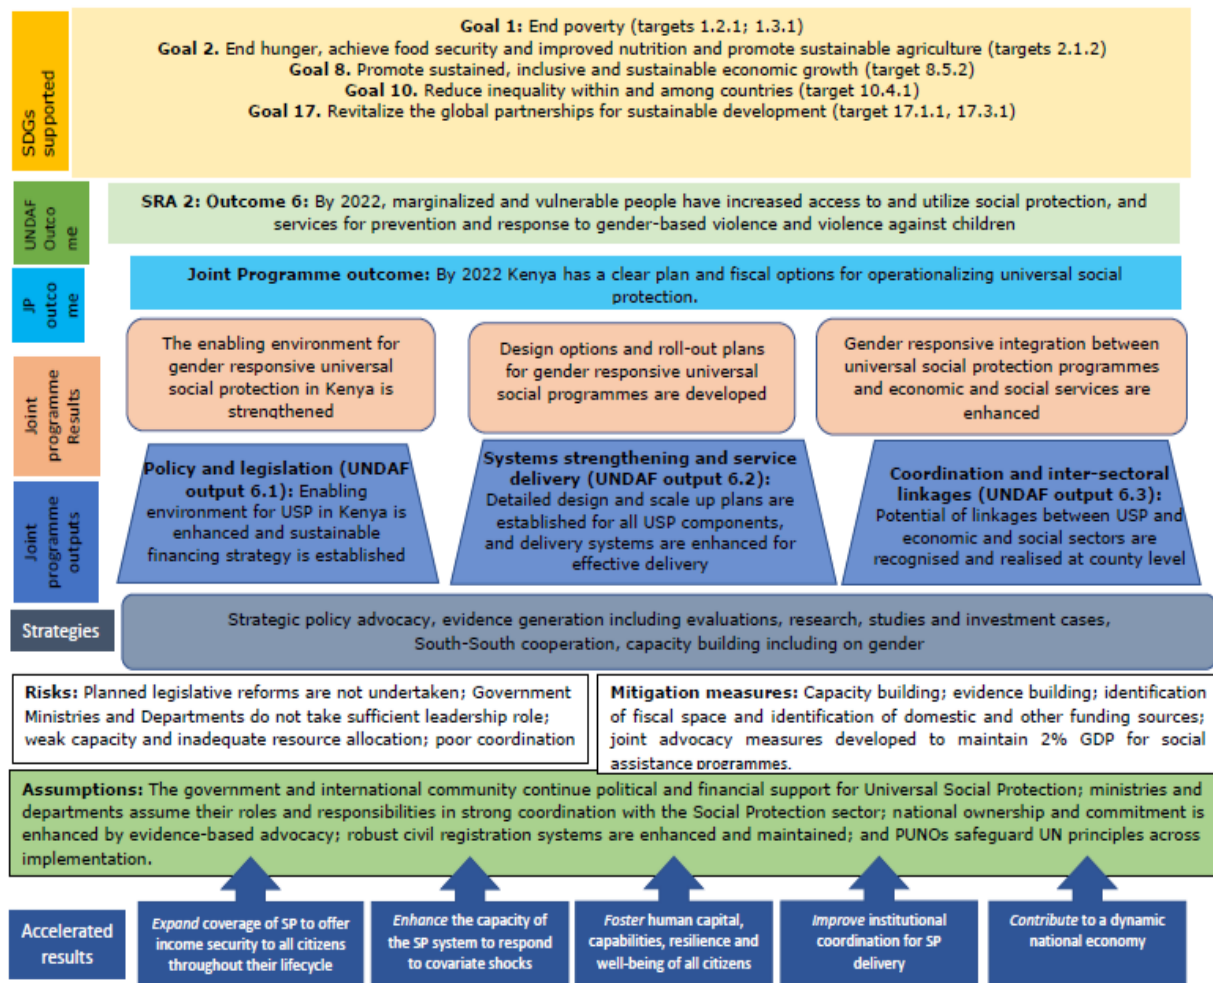 SDGs
supported
Goal 1: End poverty (targets 1.2.1; 1.3.1)
Goal 2. End hunger, achieve food security and improved nutrition and promote sustainable agriculture (targets 2.1.2)
Goal 8. Promote sustained, inclusive and sustainable economic growth (target 8.5.2)
Goal 10. Reduce inequality within and among countries (target 10.4.1)
Goal 17. Revitalize the global partnerships for sustainable development (target 17.1.1, 17.3.1)
UNDAF
Outco
me
SRA 2: Outcome 6: By 2022, marginalized and vulnerable people have increased access to and utilize social protection, and
services for prevention and response to gender-based violence and violence against children
JP
outco
me
Joint Programme outcome: By 2022 Kenya has a clear plan and fiscal options for operationalizing universal social
protection.
Joint
programme
Results
The enabling environment for
gender responsive universal
social protection in Kenya is
strengthened
Design options and roll-out plans
for gender responsive universal
social programmes are developed
Gender responsive integration between
universal social protection programmes
and economic and social services are
enhanced
Joint
programme
outputs
Policy and legislation (UNDAF
output 6.1): Enabling
environment for USP in Kenya is
enhanced and sustainable
financing strategy is established
Systems strengthening and service
delivery (UNDAF output 6.2):
Detailed design and scale up plans are
established for all USP components,
and delivery systems are enhanced for
effective delivery
Coordination and inter-sectoral
linkages (UNDAF output 6.3):
Potential of linkages between USP and
economic and social sectors are
recognised and realised at county level
Strategies
Strategic policy advocacy, evidence generation including evaluations, research, studies and investment cases,
South-South cooperation, capacity building including on gender
Risks: Planned legislative reforms are not undertaken; Government
Ministries and Departments do not take sufficient leadership role;
weak capacity and inadequate resource allocation; poor coordination
Mitigation measures: Capacity building; evidence building; identification
of fiscal space and identification of domestic and other funding sources;
joint advocacy measures developed to maintain 2% GDP for social
assistance programmes.
Assumptions: The government and international community continue political and financial support for Universal Social Protection; ministries and
departments assume their roles and responsibilities in strong coordination with the Social Protection sector; national ownership and commitment is
enhanced by evidence-based advocacy; robust civil registration systems are enhanced and maintained; and PUNOs safeguard UN principles across
implementation.
Accelerated
results
Expand coverage of SP to offer
income security to all citizens
throughout their lifecycle
Enhance the capacity of
the SP system to respond
to covariate shocks
Foster human capital,
capabilities, resilience and
well-being of all citizens
Improve institutional
coordination for SP
delivery
Contribute to a dynamic
national economy